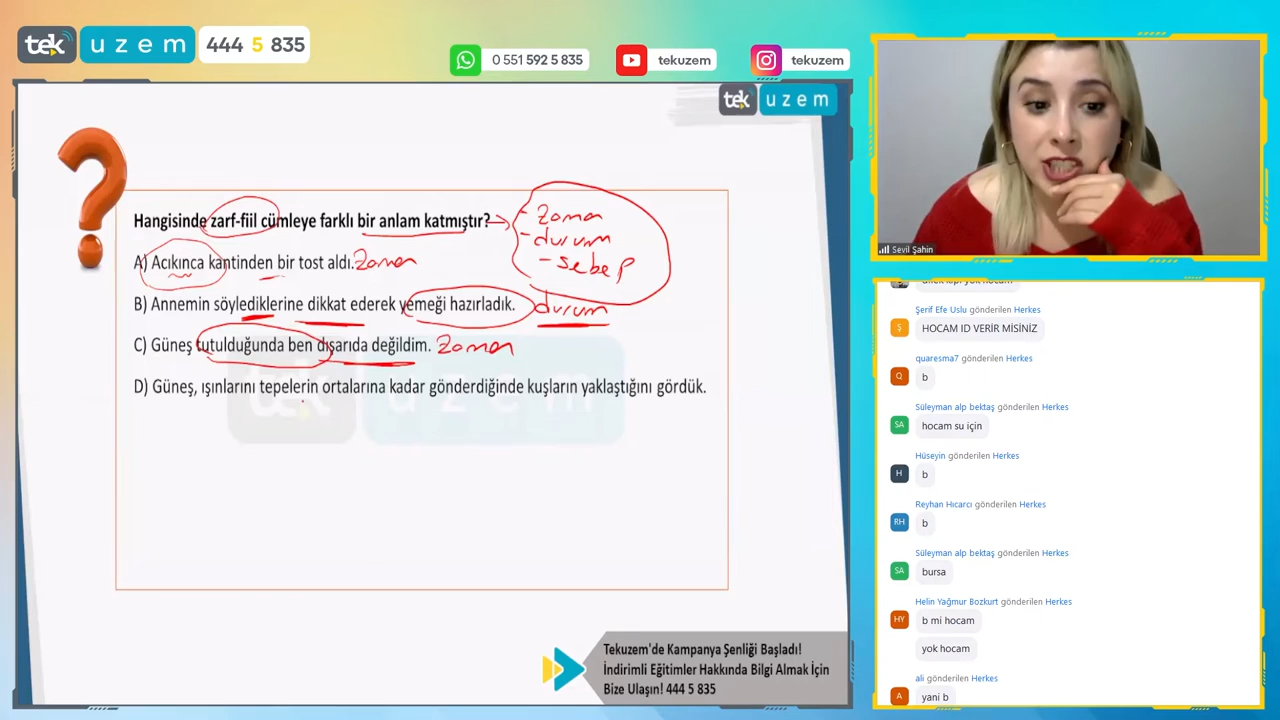 tek uzem 444 5 835
0 551 592 5 835
tekuzem
tekuzem
tek uzem
Hangisinde zarf-fiil cümleye farklı bir anlam katmıştır?
- Zaman
- durum
- sebep
A) Acıkınca kantinden bir tost aldı. Zaman
B) Annemin söylediklerine dikkat ederek yemeği hazırladık. durum
C) Güneş tutulduğunda ben dışarıda değildim. Zaman
D) Güneş, ışınlarını tepelerin ortalarına kadar gönderdiğinde kuşların yaklaştığını gördük.
tek uzem
Tekuzem'de Kampanya Şenliği Başladı!
İndirimli Eğitimler Hakkında Bilgi Almak İçin
Bize Ulaşın! 444 5 835
Sevil Şahin
Şerif Efe Uslu gönderilen Herkes
Ş
HOCAM ID VERİR MİSİNİZ
quaresma7 gönderilen Herkes
Q
b
Süleyman alp bektaş gönderilen Herkes
SA
hocam su için
Hüseyin gönderilen Herkes
H
b
Reyhan Hıcarcı gönderilen Herkes
RH
b
Süleyman alp bektaş gönderilen Herkes
SA
bursa
Helin Yağmur Bozkurt gönderilen Herkes
HY
b mi hocam
yok hocam
ali gönderilen Herkes
A
yani b